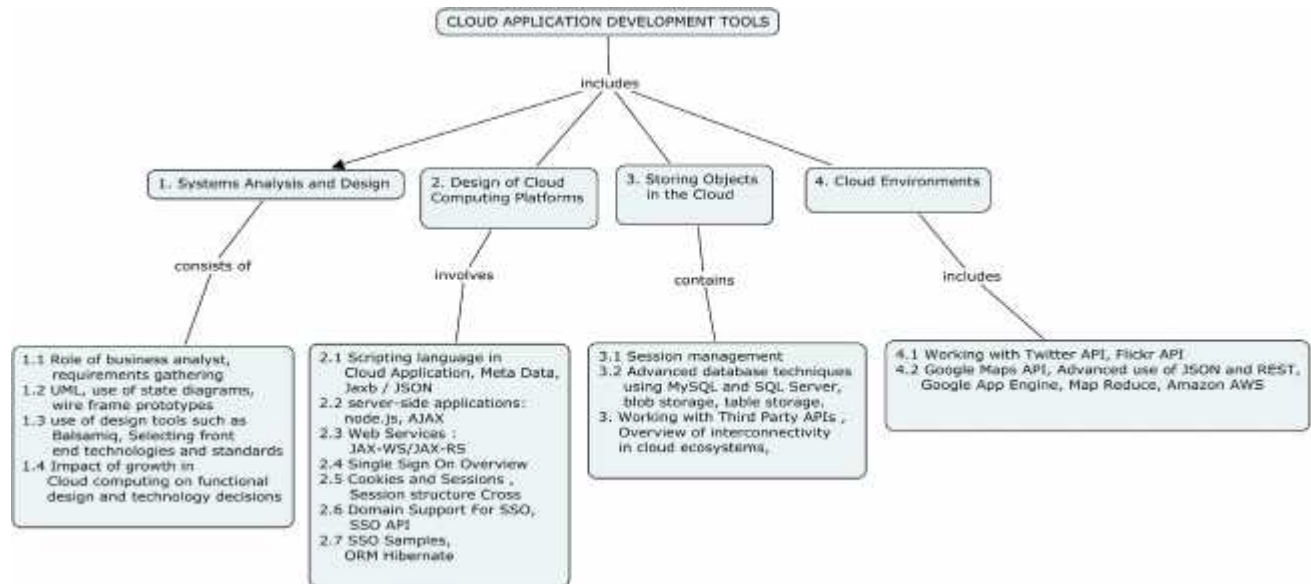 CLOUD APPLICATION DEVELOPMENT TOOLS
includes
1. Systems Analysis and Design
2. Design of Cloud
Computing Platforms
3. Storing Objects
in the Cloud
4. Cloud Environments
consists of
involves
contains
includes
1.1 Role of business analyst,
requirements gathering
1.2 UML, use of state diagrams,
wire frame prototypes
1.3 use of design tools such as
Balsamiq, Selecting front
end technologies and standards
1.4 Impact of growth in
Cloud computing on functional
design and technology decisions
2.1 Scripting language in
Cloud Application, Meta Data,
Jaxb / JSON
2.2 server-side applications:
node.js, AJAX
2.3 Web Services :
JAX-WS/JAX-RS
2.4 Single Sign On Overview
2.5 Cookies and Sessions ,
Session structure Cross
2.6 Domain Support For SSO,
SSO API
2.7 SSO Samples,
ORM Hibernate
3.1 Session management
3.2 Advanced database techniques
using MySQL and SQL Server,
blob storage, table storage.
3. Working with Third Party APIs ,
Overview of interconnectivity
in cloud ecosystems,
4.1 Working with Twitter API, Flickr API
4.2 Google Maps API, Advanced use of JSON and REST,
Google App Engine, Map Reduce, Amazon AWS